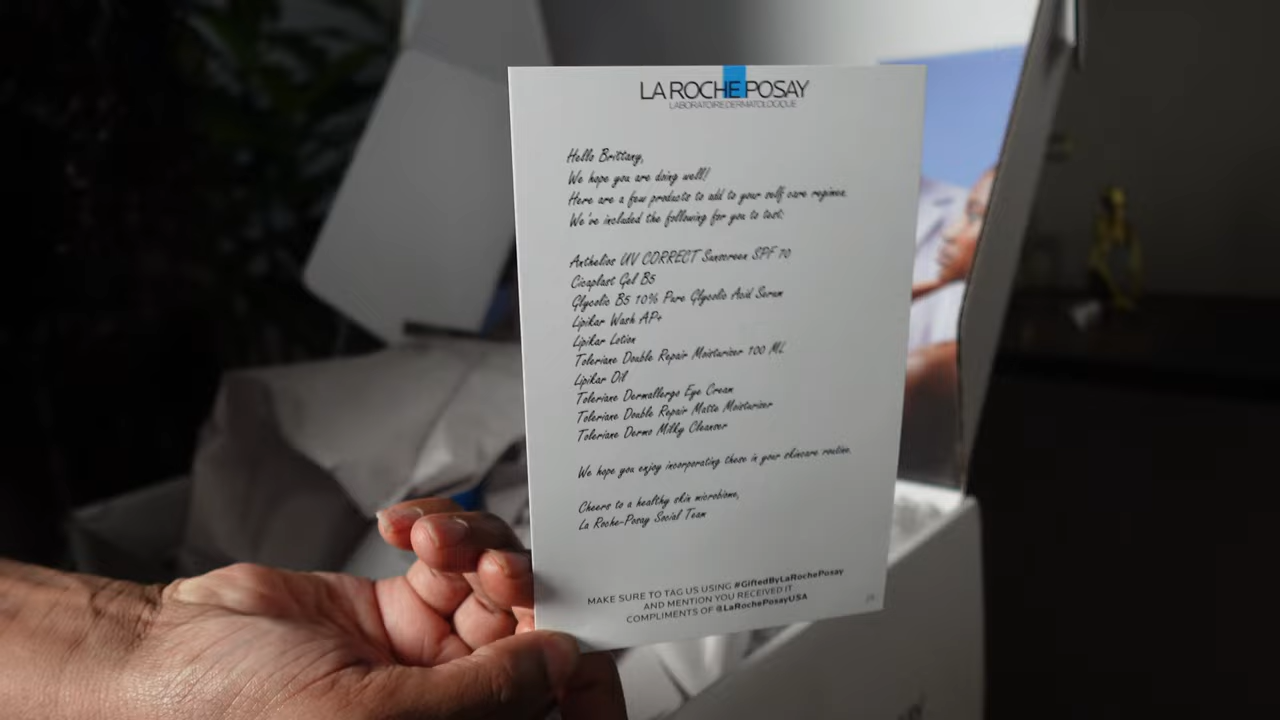 LA ROCHE POSAY
LABORATOIRE DERMATOLOGIQUE
Hello Brittany,
We hope you are doing well!
Here are a few products to add to your self care regimen.
We've included the following for you to test:
Anthelios UV CORRECT Sunscreen SPF 70
Cicaplast Gel B5
Glycolic B5 10% Pure Glycolic Acid Serum
Lipikar Wash AP+
Lipikar Lotion
Toleriane Double Repair Moisturiser 100 ML
Lipikar Oil
Toleriane Dermallergo Eye Cream
Toleriane Double Repair Matte Moisturiser
Toleriane Dermo Milky Cleanser
We hope you enjoy incorporating these in your skincare routine.
Cheers to a healthy skin microbiome,
La Roche-Posay Social Team
MAKE SURE TO TAG US USING #GiftedByLaRochePosay
AND MENTION YOU RECEIVED IT
COMPLIMENTS OF @LaRochePosayUSA